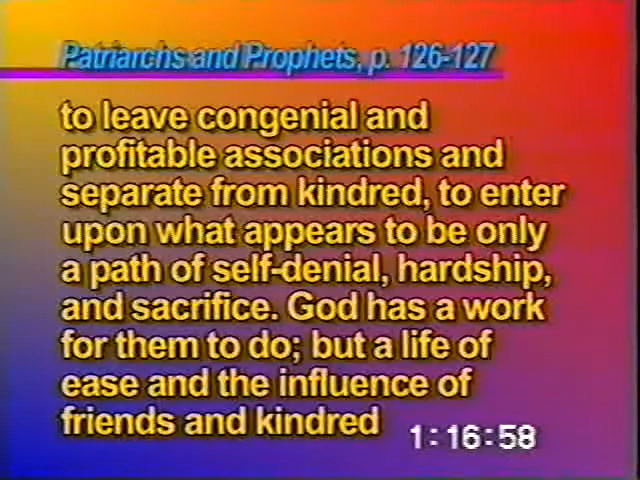 Patriarchs and Prophets, p. 126-127
to leave congenial and
profitable associations and
separate from kindred, to enter
upon what appears to be only
a path of self-denial, hardship,
and sacrifice. God has a work
for them to do; but a life of
ease and the influence of
friends and kindred
1:16:58